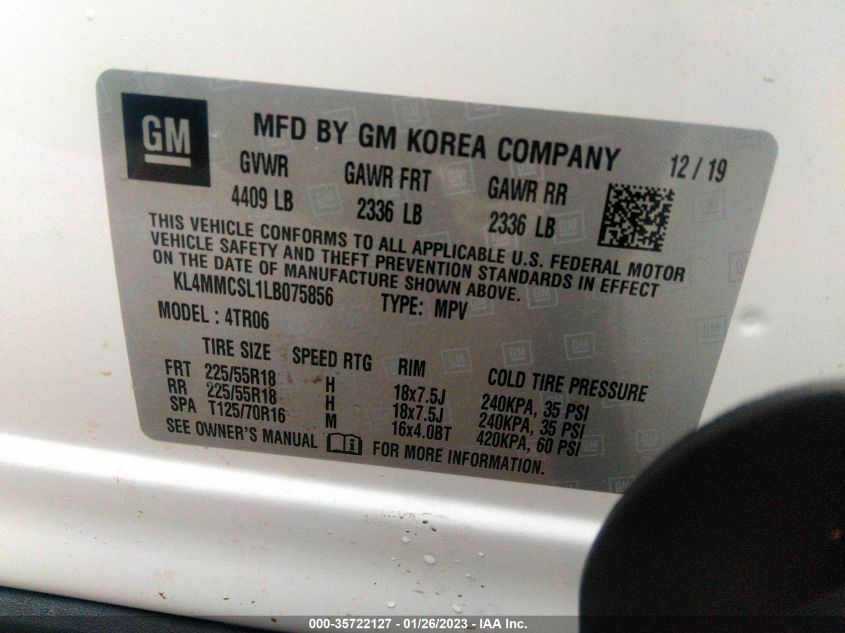 GM
MFD BY GM KOREA COMPANY 12/19
GVWR GAWR FRT GAWR RR
4409 LB 2336 LB 2336 LB
THIS VEHICLE CONFORMS TO ALL APPLICABLE U.S. FEDERAL MOTOR
VEHICLE SAFETY AND THEFT PREVENTION STANDARDS IN EFFECT
ON THE DATE OF MANUFACTURE SHOWN ABOVE.
KL4MMCSL1LB075856 TYPE: MPV
MODEL: 4TR06
TIRE SIZE SPEED RTG RIM COLD TIRE PRESSURE
FRT 225/55R18 H 18x7.5J 240KPA, 35 PSI
RR 225/55R18 H 18x7.5J 240KPA, 35 PSI
SPA T125/70R16 M 16x4.0BT 420KPA, 60 PSI
SEE OWNER'S MANUAL FOR MORE INFORMATION.
000-35722127 - 01/26/2023 - IAA Inc.